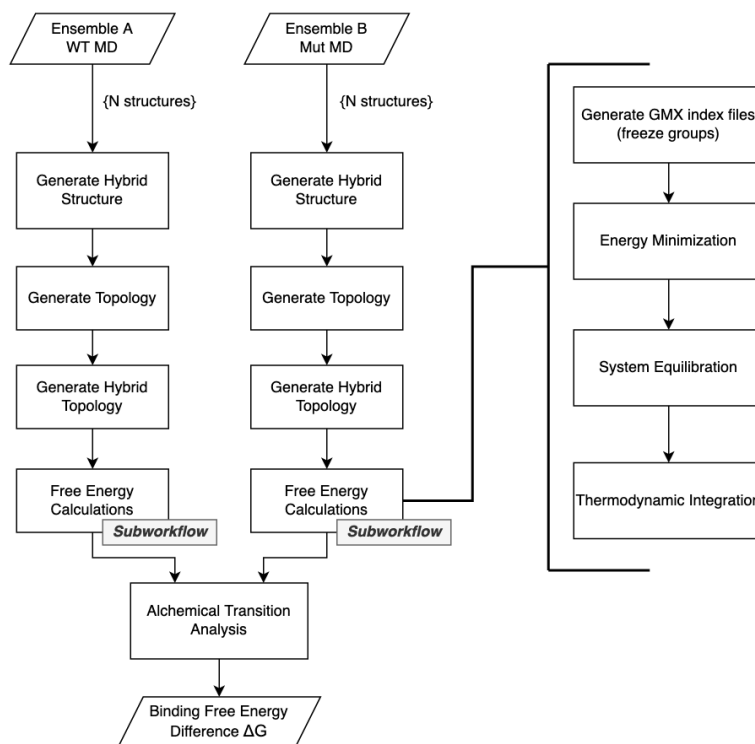 Ensemble A
WT MD
{N structures}
Generate Hybrid
Structure
Generate Topology
Generate Hybrid
Topology
Free Energy
Calculations
Subworkflow
Ensemble B
Mut MD
{N structures}
Generate Hybrid
Structure
Generate Topology
Generate Hybrid
Topology
Free Energy
Calculations
Subworkflow
Alchemical Transition
Analysis
Binding Free Energy
Difference ΔG
Generate GMX index files
(freeze groups)
Energy Minimization
System Equilibration
Thermodynamic Integration